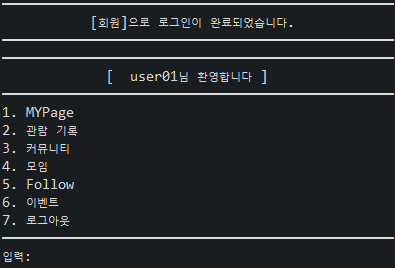 [회원]으로 로그인이 완료되었습니다.
[  user01님 환영합니다 ]
1. MYPage
2. 관람 기록
3. 커뮤니티
4. 모임
5. Follow
6. 이벤트
7. 로그아웃
입력: